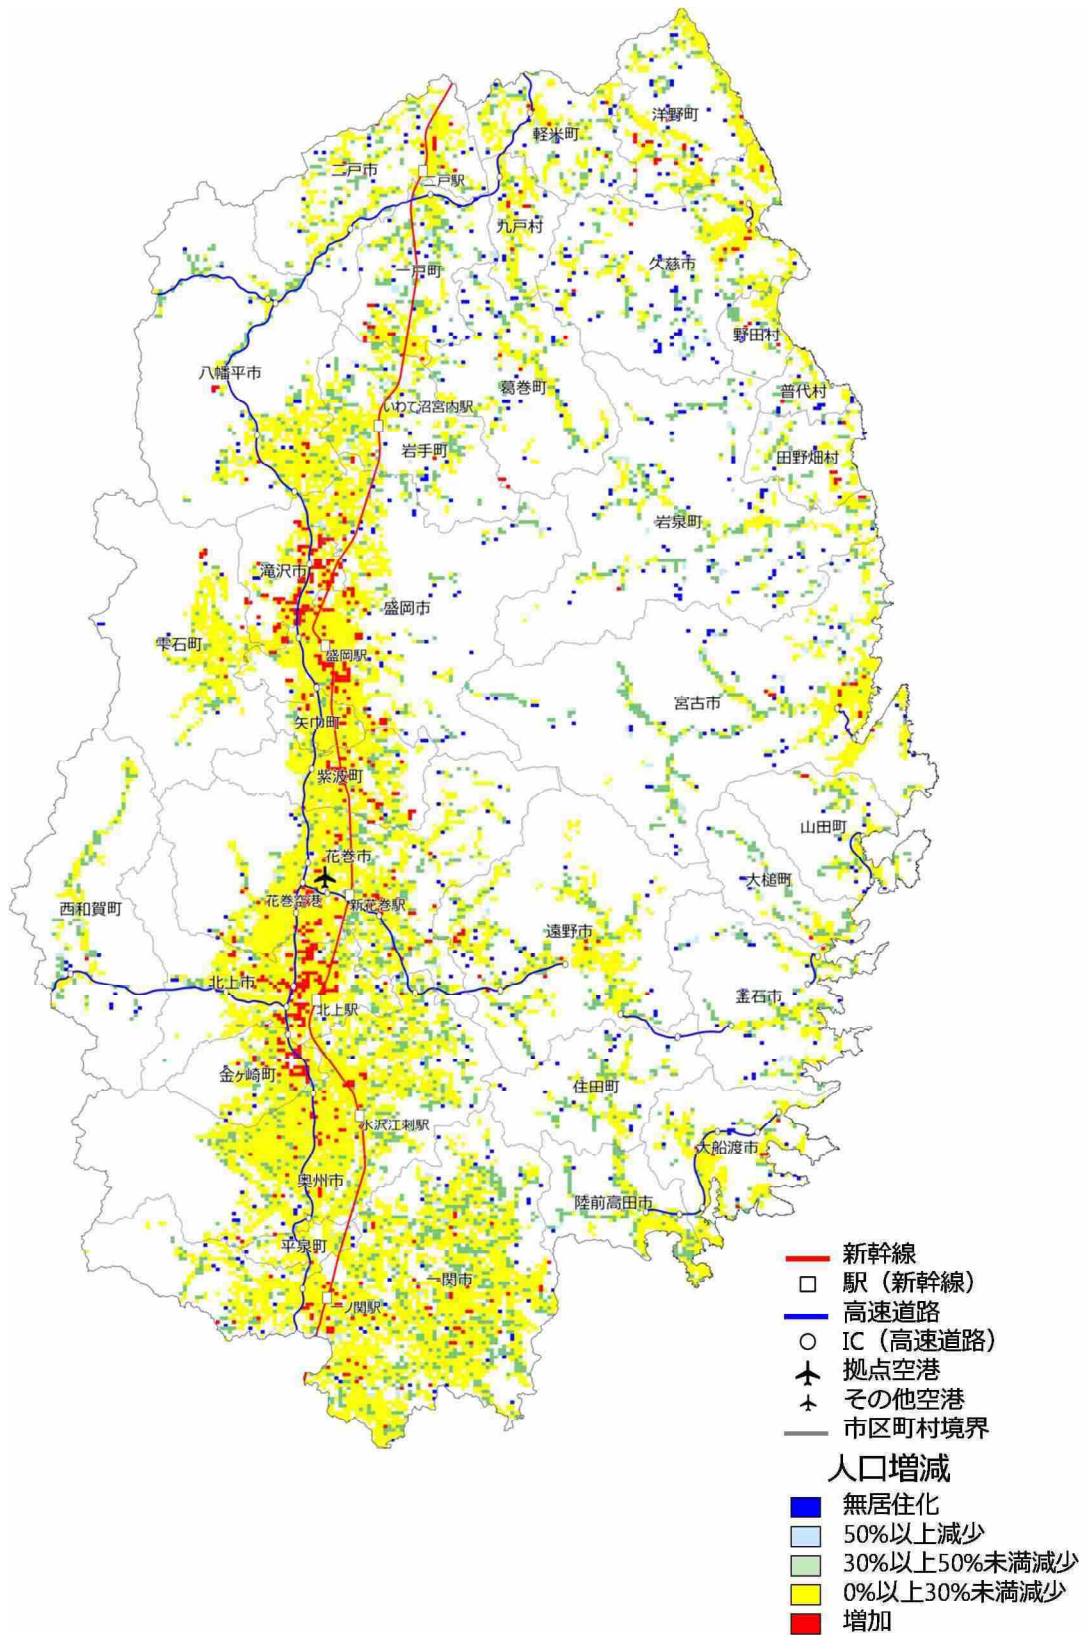 洋野町
軽米町
二戸市
二戸駅
九戸村
久慈市
一戸町
野田村
八幡平市
葛巻町
普代村
いわて沼宮内駅
岩手町
田野畑村
岩泉町
滝沢市
盛岡市
雫石町
盛岡駅
宮古市
矢巾町
紫波町
山田町
花巻市
大槌町
花巻空港
新花巻駅
西和賀町
遠野市
北上市
釜石市
北上駅
金ヶ崎町
住田町
水沢江刺駅
大船渡市
奥州市
陸前高田市
平泉町
一関市
一ノ関駅
新幹線
駅（新幹線）
高速道路
IC（高速道路）
拠点空港
その他空港
市区町村境界
人口増減
無居住化
50%以上減少
30%以上50%未満減少
0%以上30%未満減少
増加